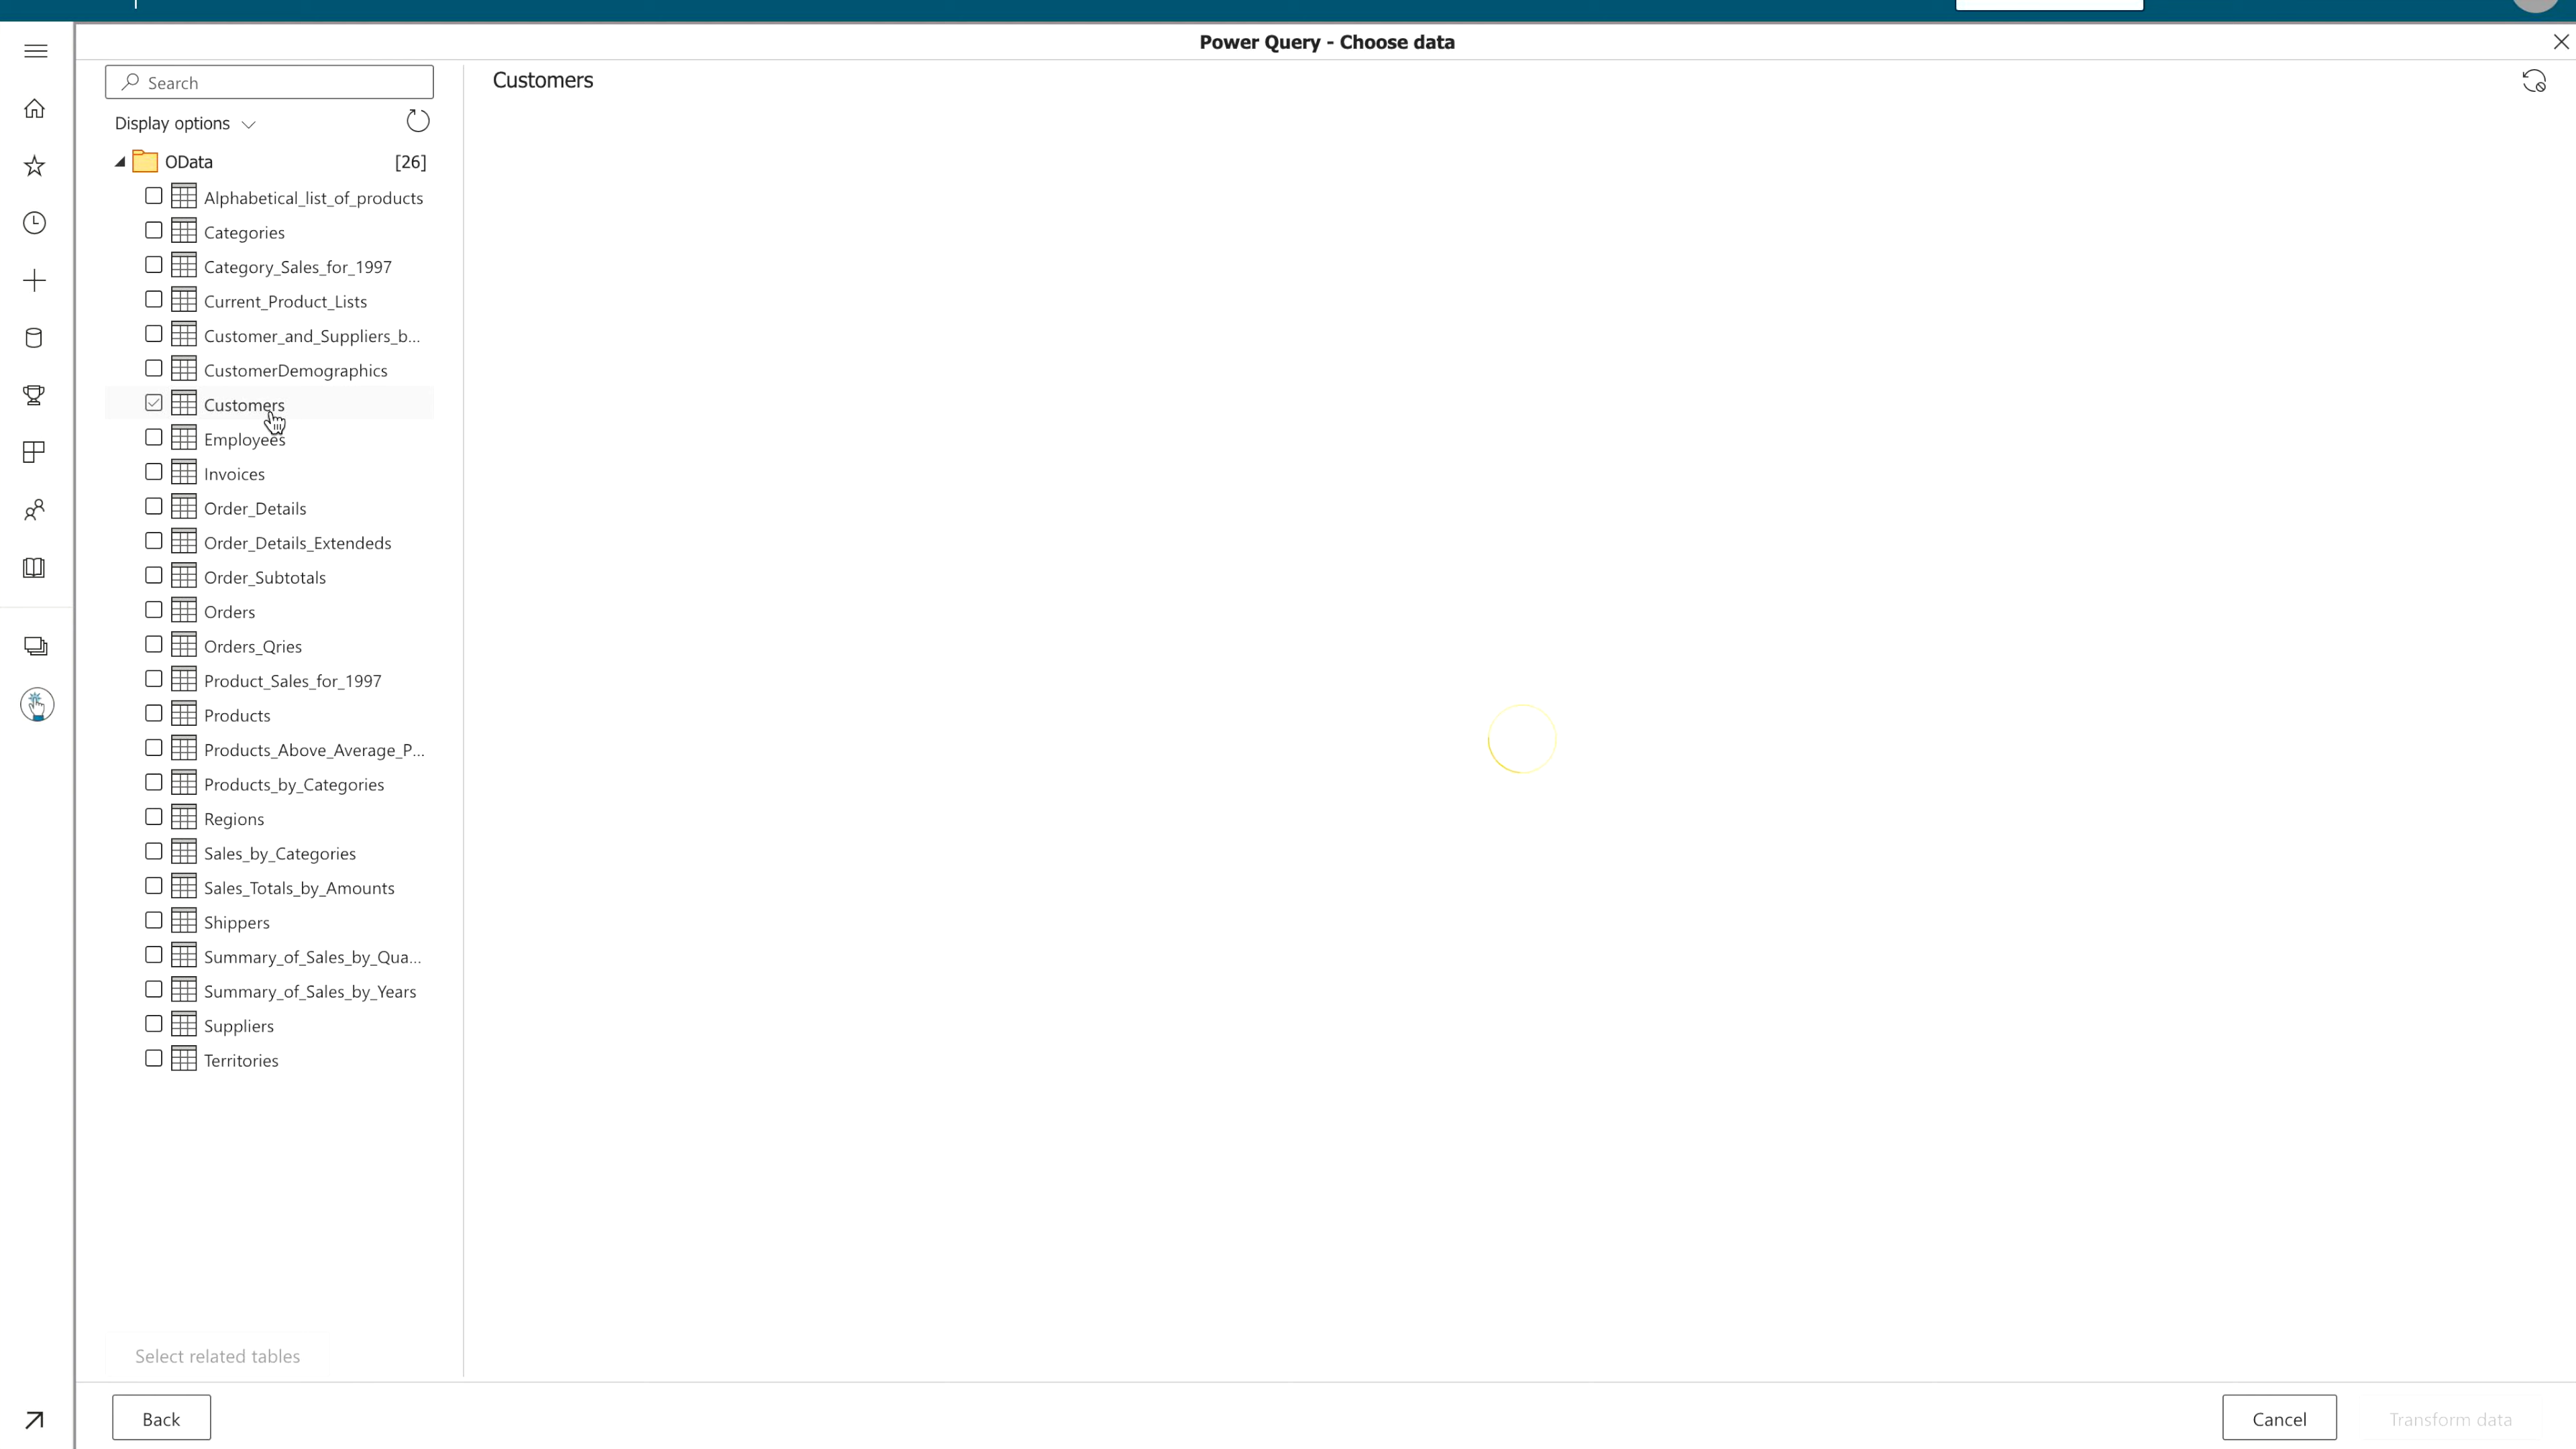 Power Query - Choose data
Search
Customers
Display options
OData [26]
Alphabetical_list_of_products
Categories
Category_Sales_for_1997
Current_Product_Lists
Customer_and_Suppliers_b...
CustomerDemographics
Customers
Employees
Invoices
Order_Details
Order_Details_Extendeds
Order_Subtotals
Orders
Orders_Qries
Product_Sales_for_1997
Products
Products_Above_Average_P...
Products_by_Categories
Regions
Sales_by_Categories
Sales_Totals_by_Amounts
Shippers
Summary_of_Sales_by_Qua...
Summary_of_Sales_by_Years
Suppliers
Territories
Select related tables
Back
Cancel
Transform data